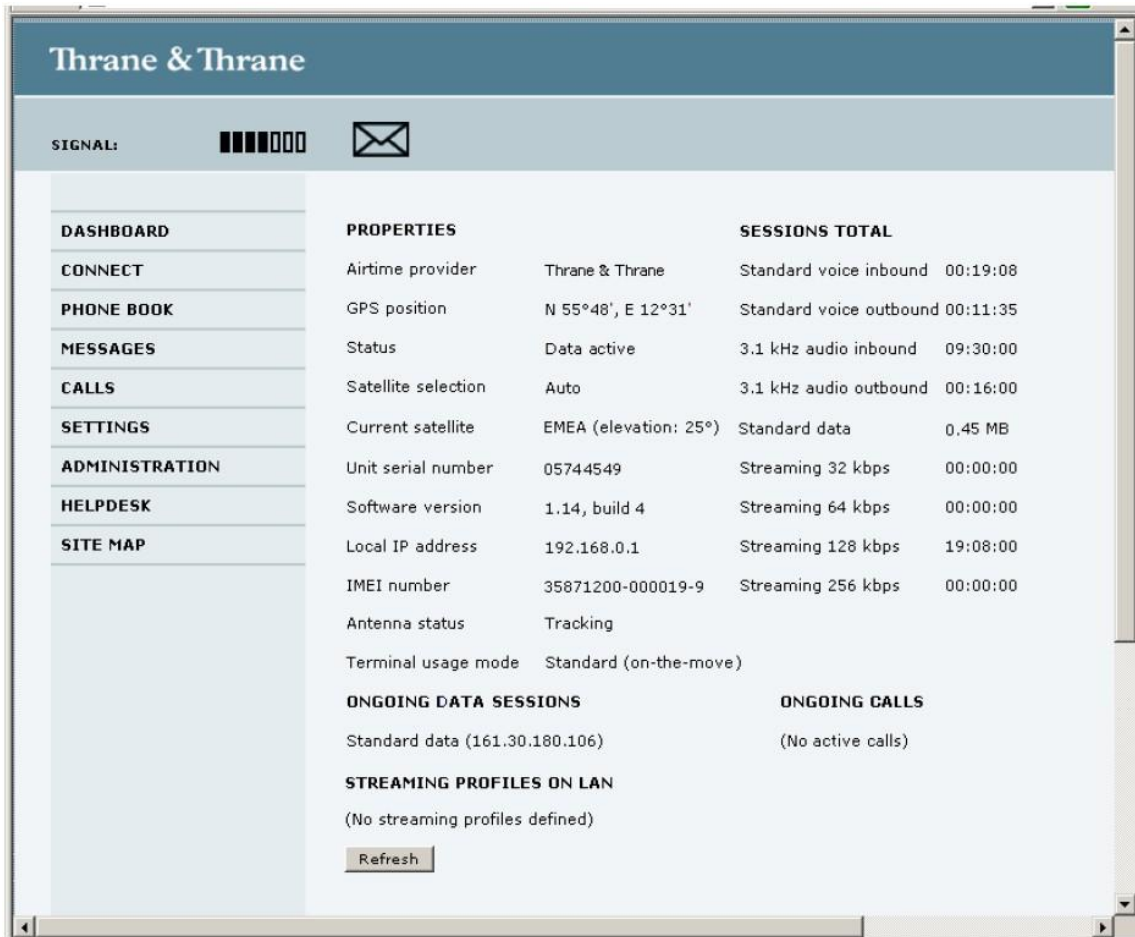 Thrane & Thrane
SIGNAL:
DASHBOARD
CONNECT
PHONE BOOK
MESSAGES
CALLS
SETTINGS
ADMINISTRATION
HELPDESK
SITE MAP
PROPERTIES
Airtime provider Thrane & Thrane
GPS position N 55°48', E 12°31'
Status Data active
Satellite selection Auto
Current satellite EMEA (elevation: 25°)
Unit serial number 05744549
Software version 1.14, build 4
Local IP address 192.168.0.1
IMEI number 35871200-000019-9
Antenna status Tracking
Terminal usage mode Standard (on-the-move)
SESSIONS TOTAL
Standard voice inbound 00:19:08
Standard voice outbound 00:11:35
3.1 kHz audio inbound 09:30:00
3.1 kHz audio outbound 00:16:00
Standard data 0.45 MB
Streaming 32 kbps 00:00:00
Streaming 64 kbps 00:00:00
Streaming 128 kbps 19:08:00
Streaming 256 kbps 00:00:00
ONGOING DATA SESSIONS
Standard data (161.30.180.106)
ONGOING CALLS
(No active calls)
STREAMING PROFILES ON LAN
(No streaming profiles defined)
Refresh